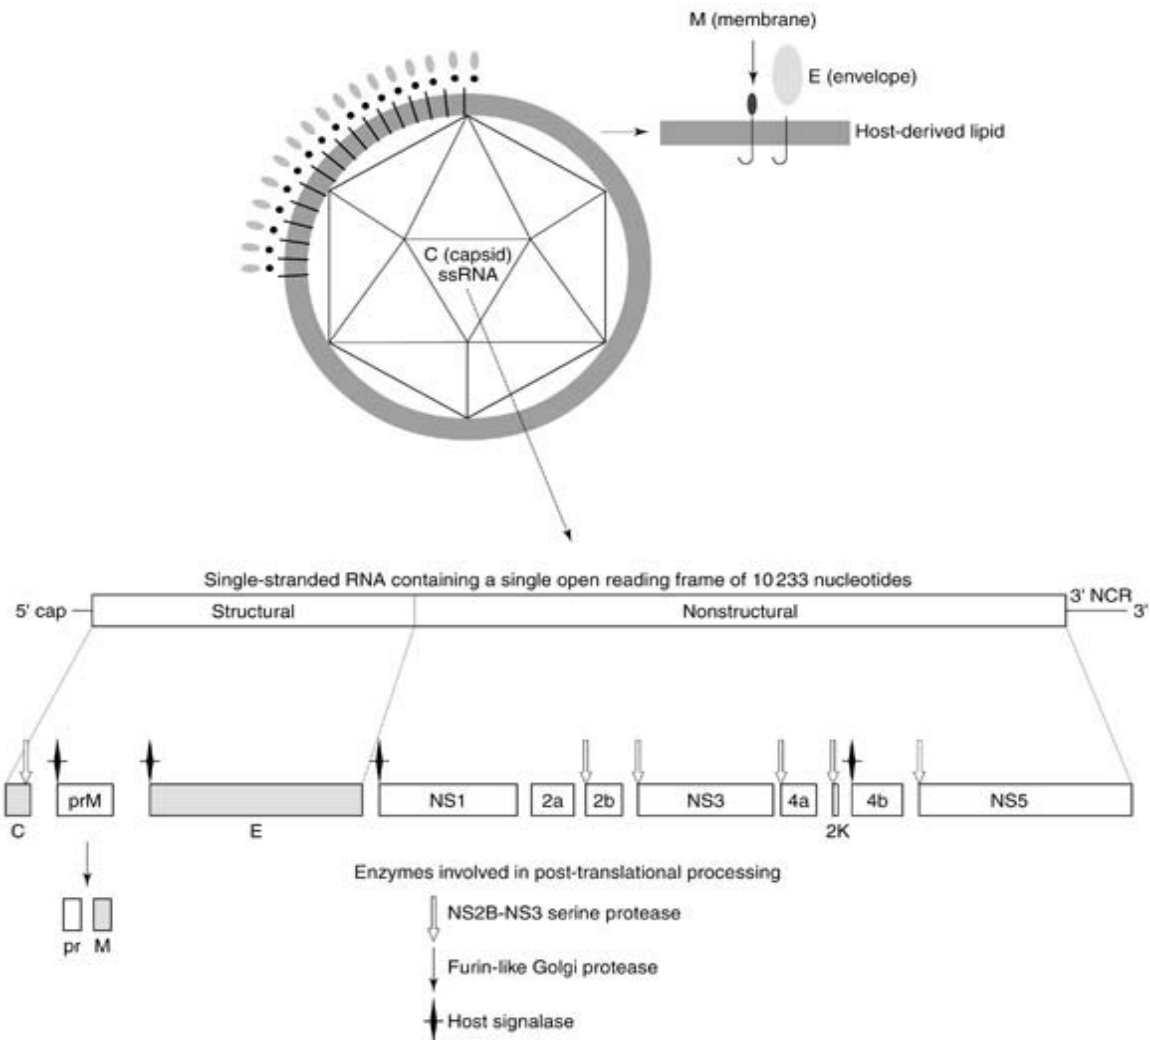 M (membrane)
E (envelope)
Host-derived lipid
C (capsid)
ssRNA
Single-stranded RNA containing a single open reading frame of 10 233 nucleotides
5' cap
Structural
Nonstructural
3' NCR
3'
prM
NS1
2a
2b
NS3
4a
4b
NS5
C
E
2K
pr
M
Enzymes involved in post-translational processing
NS2B-NS3 serine protease
Furin-like Golgi protease
Host signalase